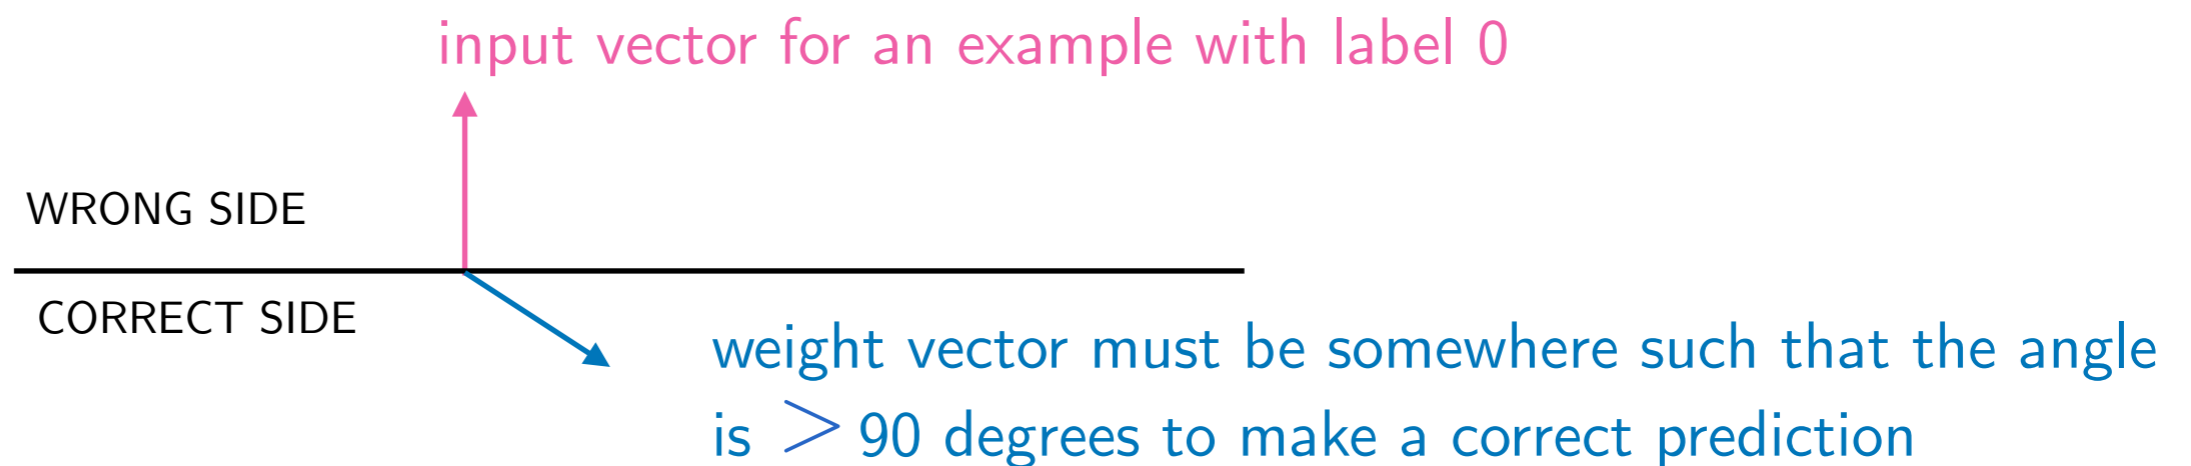 input vector for an example with label 0
WRONG SIDE
CORRECT SIDE
weight vector must be somewhere such that the angle
is > 90 degrees to make a correct prediction